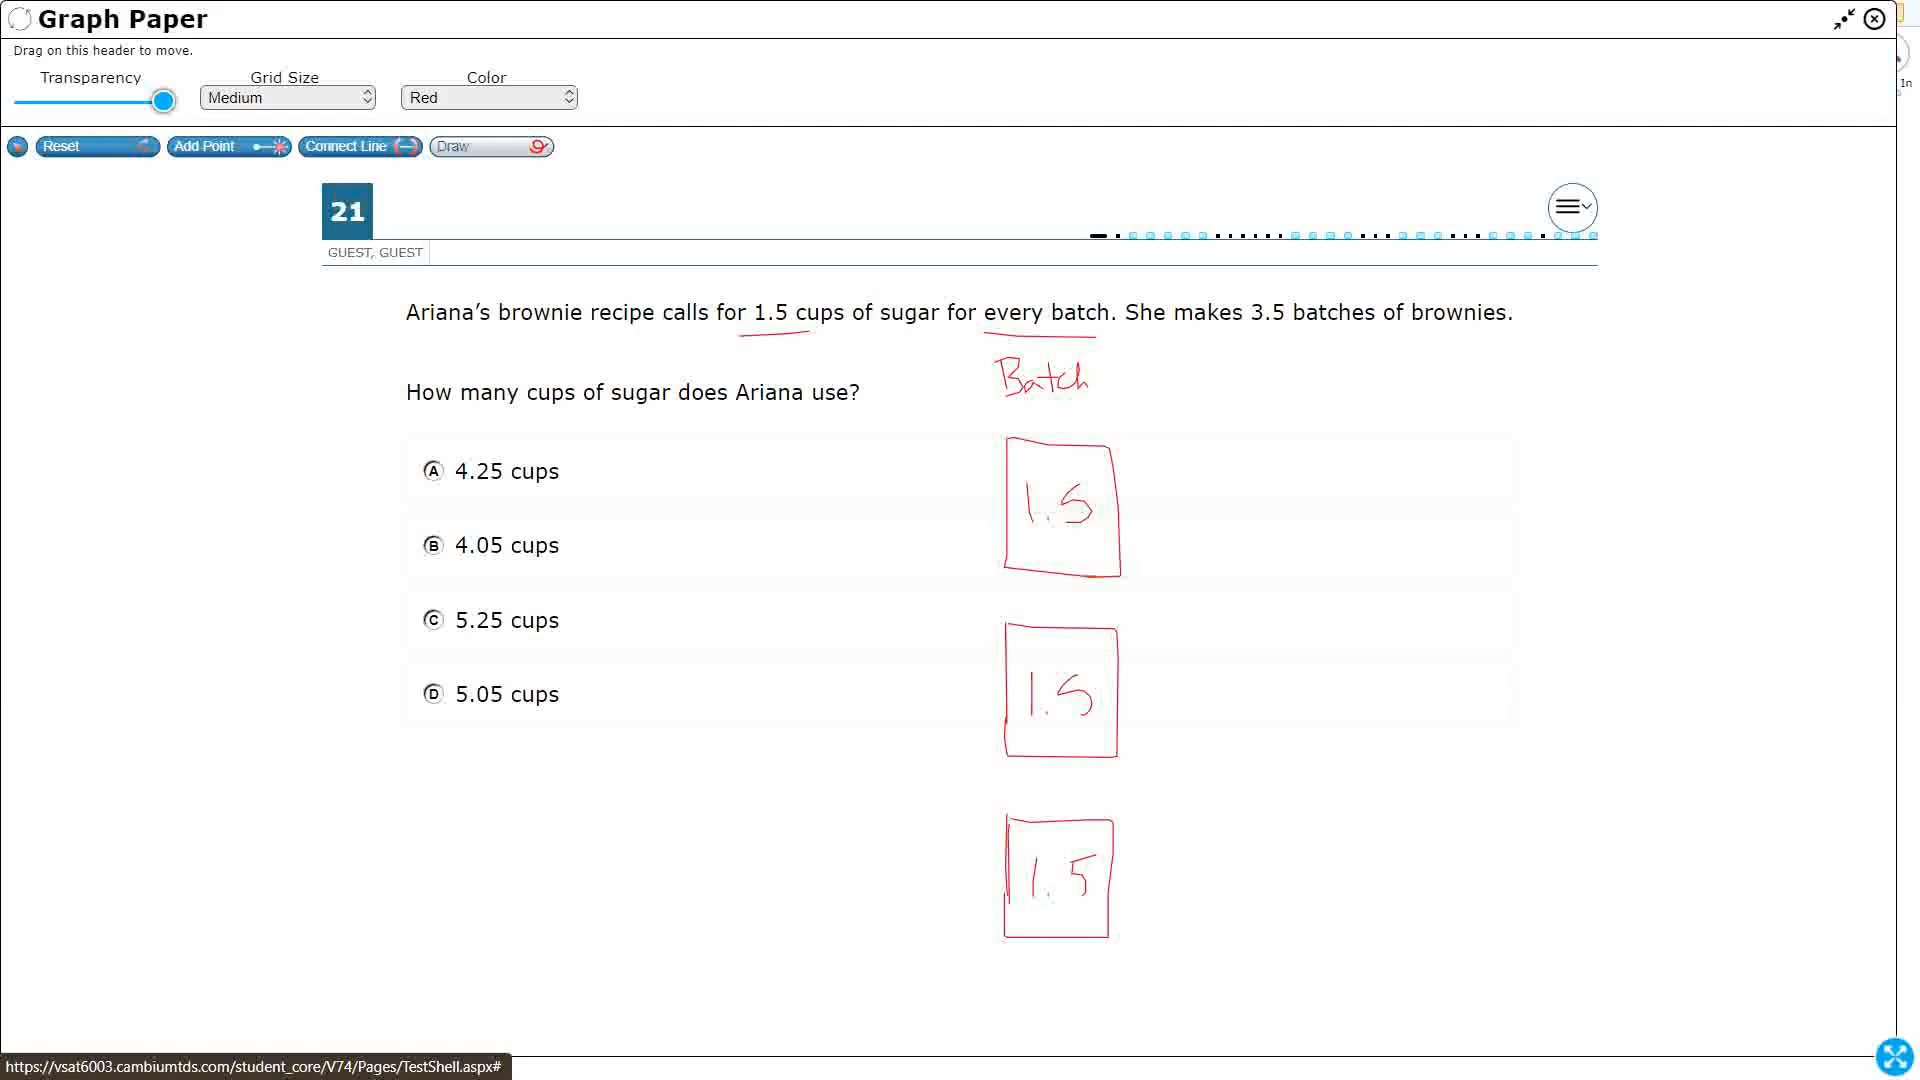 Graph Paper
Drag on this header to move.
Transparency
Grid Size
Color
Medium
Red
Reset
Add Point
Connect Line
Draw
In
21
GUEST, GUEST
Ariana’s brownie recipe calls for 1.5 cups of sugar for every batch. She makes 3.5 batches of brownies.
Batch
How many cups of sugar does Ariana use?
A 4.25 cups
B 4.05 cups
C 5.25 cups
D 5.05 cups
1.5
1.5
1.5
https://vsat6003.cambiumtds.com/student_core/V74/Pages/TestShell.aspx#